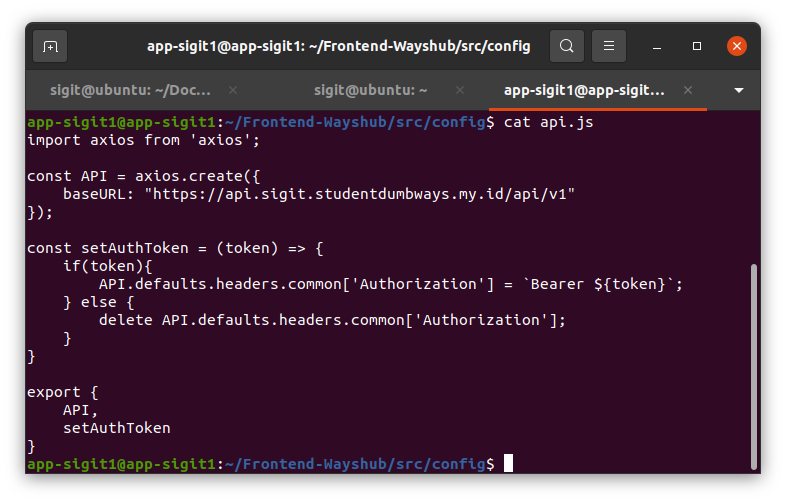 app-sigit1@app-sigit1: ~/Frontend-Wayshub/src/config
sigit@ubuntu: ~/Doc...
sigit@ubuntu: ~
app-sigit1@app-sigit...
app-sigit1@app-sigit1:~/Frontend-Wayshub/src/config$ cat api.js
import axios from 'axios';

const API = axios.create({
    baseURL: "https://api.sigit.studentdumbways.my.id/api/v1"
});

const setAuthToken = (token) => {
    if(token){
        API.defaults.headers.common['Authorization'] = `Bearer ${token}`;
    } else {
        delete API.defaults.headers.common['Authorization'];
    }
}

export {
    API,
    setAuthToken
}
app-sigit1@app-sigit1:~/Frontend-Wayshub/src/config$